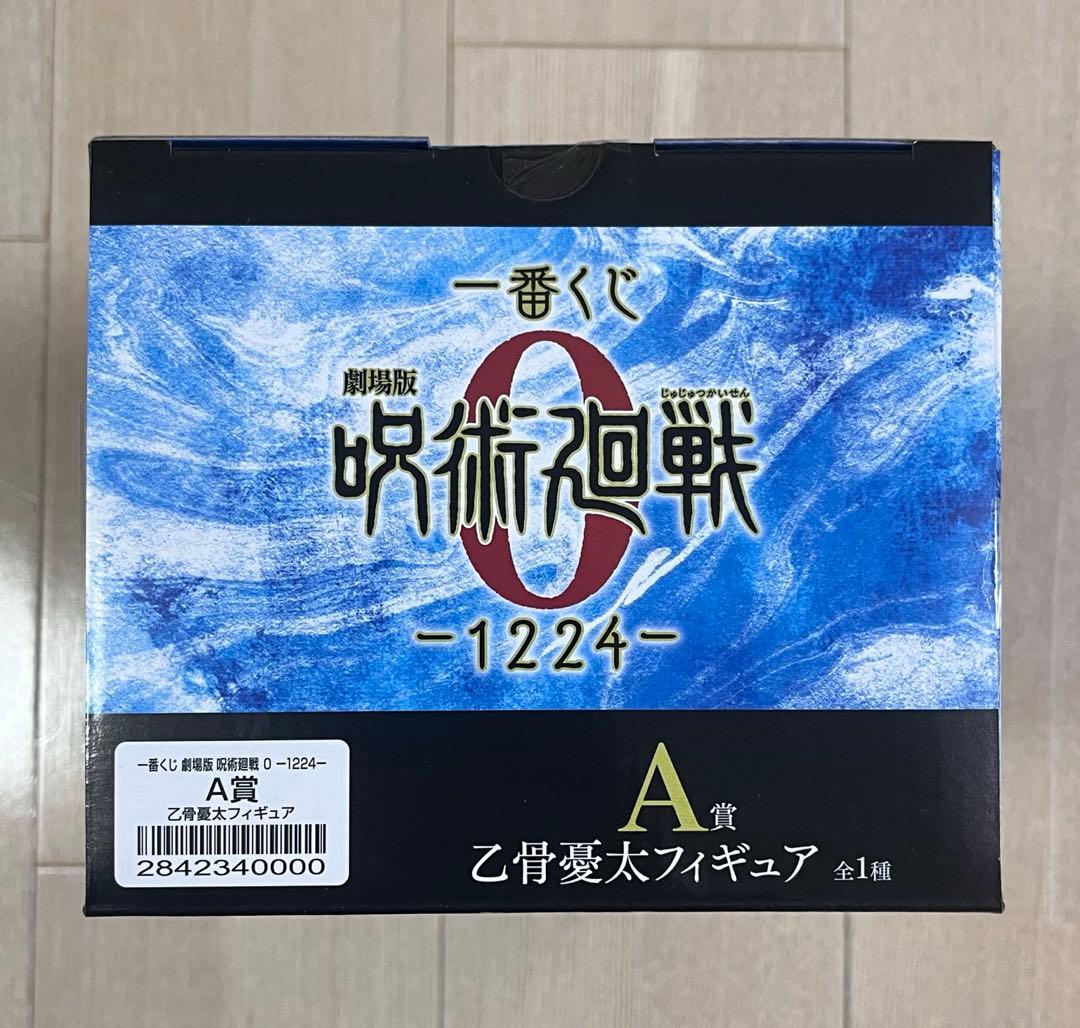 一番くじ
劇場版
じゅじゅつかいせん
呪術廻戦
0
-1224-
一番くじ 劇場版 呪術廻戦 0 -1224-
A賞
乙骨憂太フィギュア
2842340000
A賞
乙骨憂太フィギュア 全1種